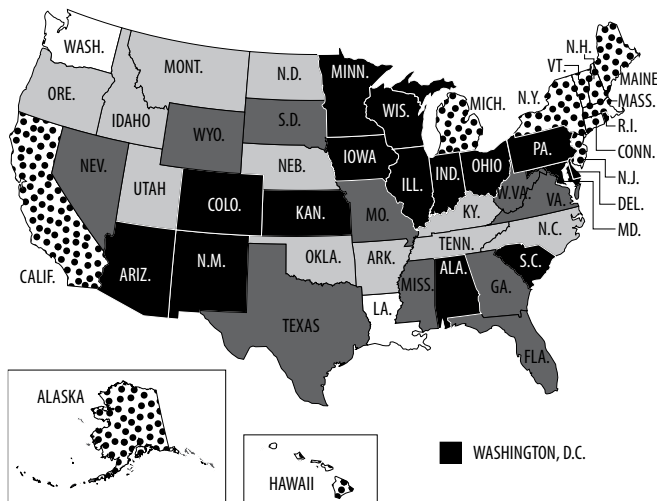 WASH.
MONT.
N.D.
MINN.
VT.
N.H.
MAINE
ORE.
IDAHO
WYO.
S.D.
WIS.
MICH.
N.Y.
MASS.
R.I.
CONN.
NEV.
UTAH
NEB.
IOWA
ILL.
IND.
OHIO
PA.
N.J.
DEL.
MD.
CALIF.
COLO.
KAN.
MO.
KY.
W.VA.
VA.
ARIZ.
N.M.
OKLA.
ARK.
TENN.
N.C.
S.C.
TEXAS
LA.
MISS.
ALA.
GA.
FLA.
ALASKA
HAWAII
WASHINGTON, D.C.